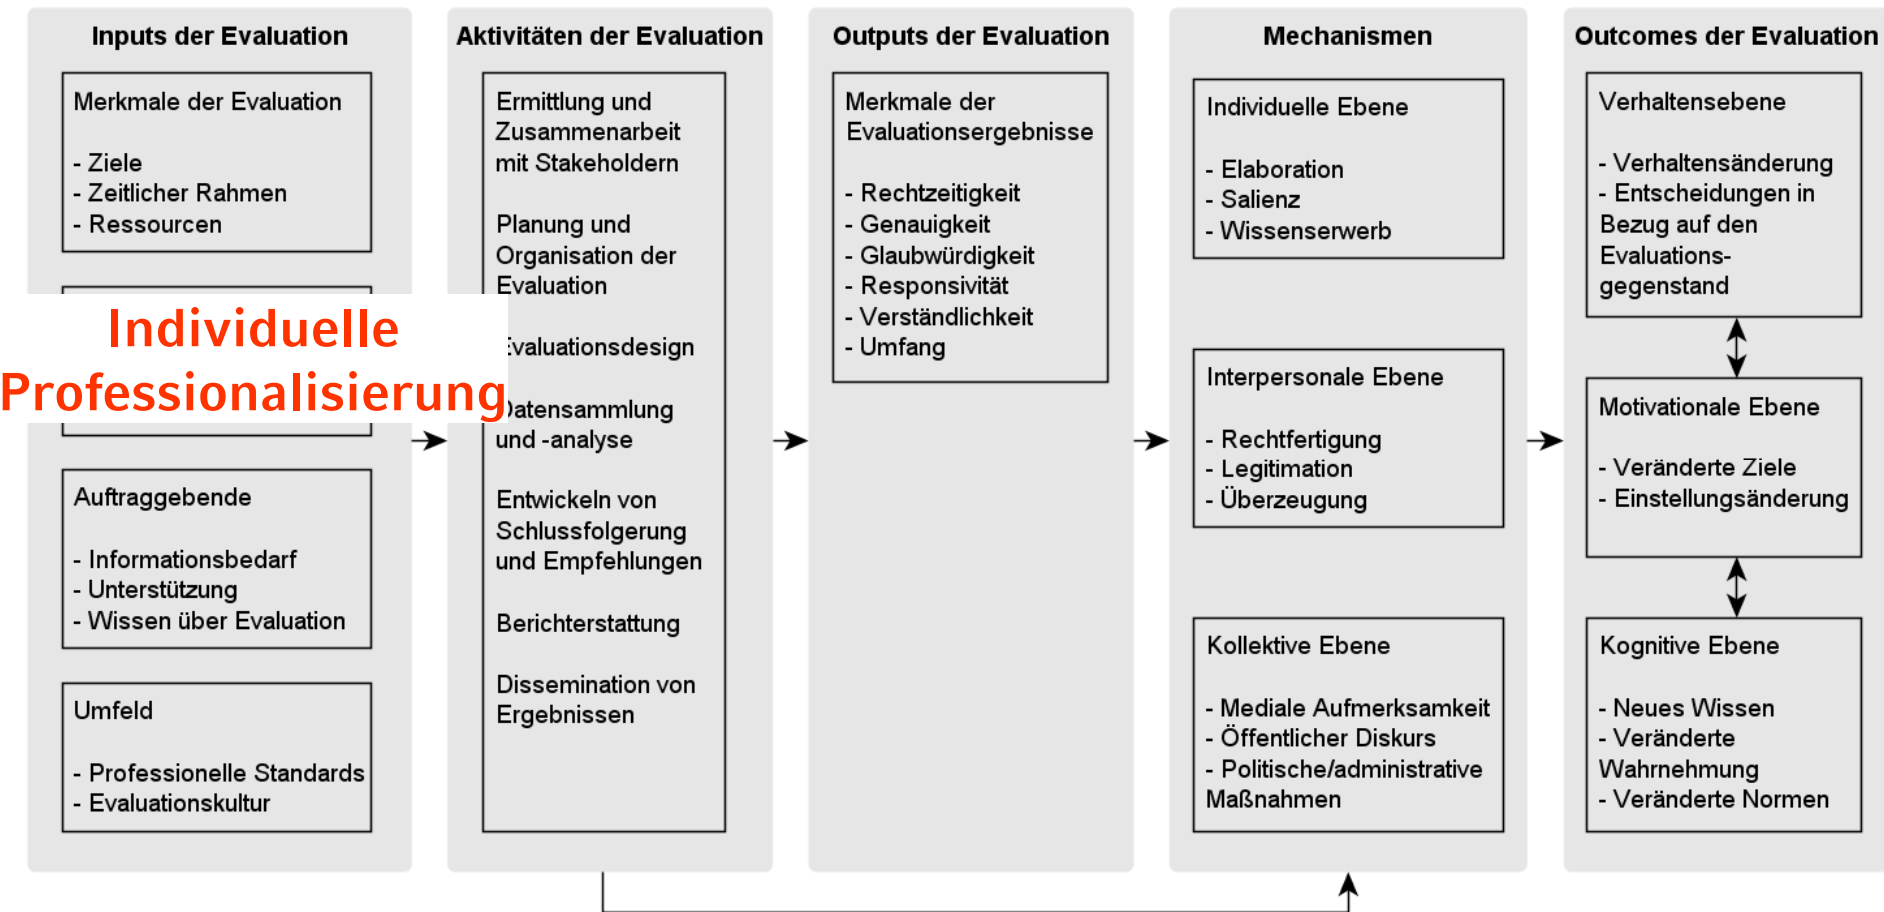 Inputs der Evaluation
Merkmale der Evaluation
- Ziele
- Zeitlicher Rahmen
- Ressourcen
Individuelle
Professionalisierung
Auftraggebende
- Informationsbedarf
- Unterstützung
- Wissen über Evaluation
Umfeld
- Professionelle Standards
- Evaluationskultur
Aktivitäten der Evaluation
Ermittlung und
Zusammenarbeit
mit Stakeholdern
Planung und
Organisation der
Evaluation
Evaluationsdesign
Datensammlung
und -analyse
Entwickeln von
Schlussfolgerung
und Empfehlungen
Berichterstattung
Dissemination von
Ergebnissen
Outputs der Evaluation
Merkmale der
Evaluationsergebnisse
- Rechtzeitigkeit
- Genauigkeit
- Glaubwürdigkeit
- Responsivität
- Verständlichkeit
- Umfang
Mechanismen
Individuelle Ebene
- Elaboration
- Salienz
- Wissenserwerb
Interpersonale Ebene
- Rechtfertigung
- Legitimation
- Überzeugung
Kollektive Ebene
- Mediale Aufmerksamkeit
- Öffentlicher Diskurs
- Politische/administrative
Maßnahmen
Outcomes der Evaluation
Verhaltensebene
- Verhaltensänderung
- Entscheidungen in
Bezug auf den
Evaluations-
gegenstand
Motivationale Ebene
- Veränderte Ziele
- Einstellungsänderung
Kognitive Ebene
- Neues Wissen
- Veränderte
Wahrnehmung
- Veränderte Normen